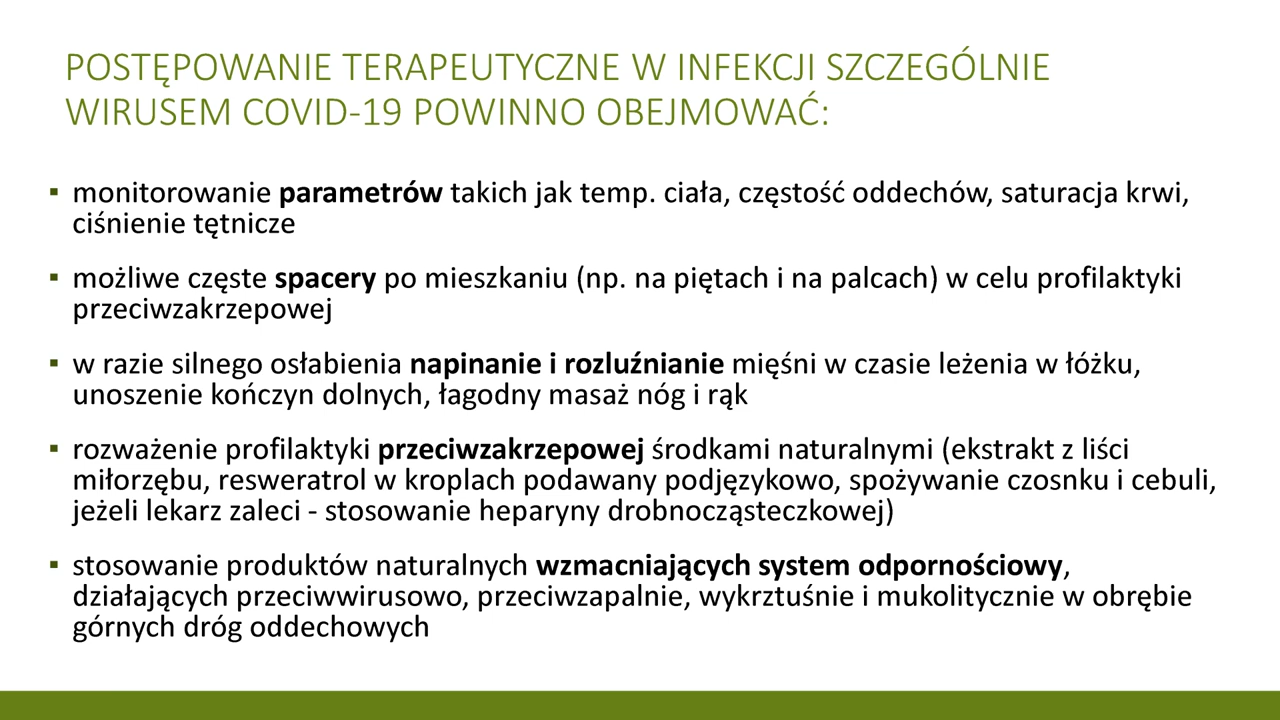 POSTĘPOWANIE TERAPEUTYCZNE W INFEKCJI SZCZEGÓLNIE
WIRUSEM COVID-19 POWINNO OBEJMOWAĆ:
▪ monitorowanie parametrów takich jak temp. ciała, częstość oddechów, saturacja krwi,
ciśnienie tętnicze
▪ możliwe częste spacery po mieszkaniu (np. na piętach i na palcach) w celu profilaktyki
przeciwzakrzepowej
▪ w razie silnego osłabienia napinanie i rozluźnianie mięśni w czasie leżenia w łóżku,
unoszenie kończyn dolnych, łagodny masaż nóg i rąk
▪ rozważenie profilaktyki przeciwzakrzepowej środkami naturalnymi (ekstrakt z liści
miłorzębu, resweratrol w kroplach podawany podjęzykowo, spożywanie czosnku i cebuli,
jeżeli lekarz zaleci - stosowanie heparyny drobnocząsteczkowej)
▪ stosowanie produktów naturalnych wzmacniających system odpornościowy,
działających przeciwwirusowo, przeciwzapalnie, wykrztuśnie i mukolitycznie w obrębie
górnych dróg oddechowych